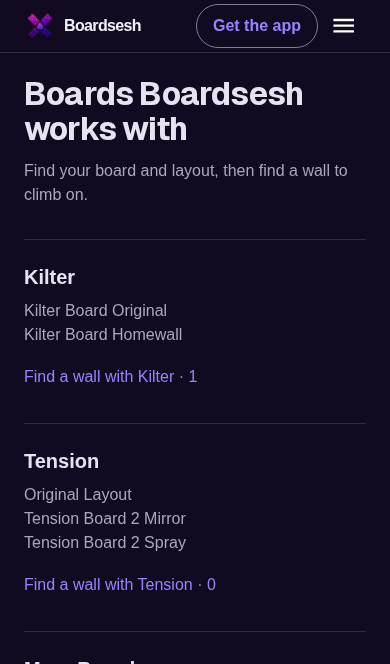 Boardsesh
Get the app
Boards Boardsesh
works with
Find your board and layout, then find a wall to
climb on.
Kilter
Kilter Board Original
Kilter Board Homewall
Find a wall with Kilter · 1
Tension
Original Layout
Tension Board 2 Mirror
Tension Board 2 Spray
Find a wall with Tension · 0